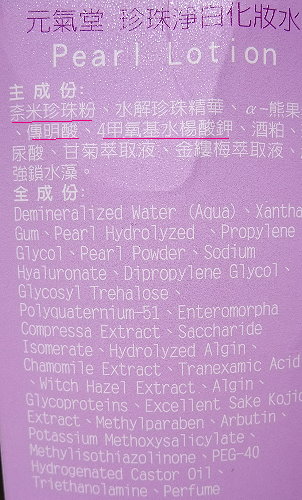 元氣堂 珍珠淨白化妝水
Pearl Lotion
主成份:
奈米珍珠粉、水解珍珠精華、α-熊果
、傳明酸、4甲氧基水楊酸鉀、酒粕、
尿酸、甘菊萃取液、金縷梅萃取液、
強鎖水藻。
全成份:
Demineralized Water (Aqua)、Xantha
Gum、Pearl Hydrolyzed 、Propylene
Glycol、Pearl Powder、Sodium
Hyaluronate、Dipropylene Glycol、
Glycosyl Trehalose、
Polyquaternium-51、Enteromorpha
Compressa Extract、Saccharide
Isomerate、Hydrolyzed Algin、
Chamomile Extract、Tranexamic Acid
、Witch Hazel Extract、Algin、
Glycoproteins、Excellent Sake Kojic
Extract、Methylparaben、Arbutin、
Potassium Methoxysalicylate、
Methylisothiazolinone、PEG-40
Hydrogenated Castor Oil、
Triethanolamine、Perfume